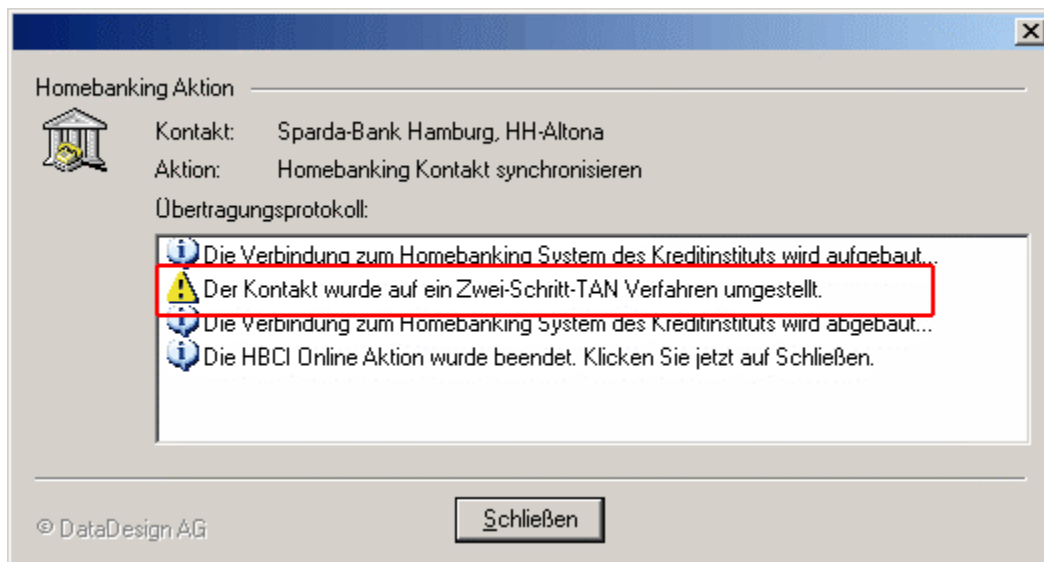 Homebanking Aktion
Kontakt: Sparda-Bank Hamburg, HH-Altona
Aktion: Homebanking Kontakt synchronisieren
Übertragungsprotokoll:
Die Verbindung zum Homebanking System des Kreditinstituts wird aufgebaut...
Der Kontakt wurde auf ein Zwei-Schritt-TAN Verfahren umgestellt.
Die Verbindung zum Homebanking System des Kreditinstituts wird abgebaut...
Die HBCI Online Aktion wurde beendet. Klicken Sie jetzt auf Schließen.
© DataDesign AG
Schließen